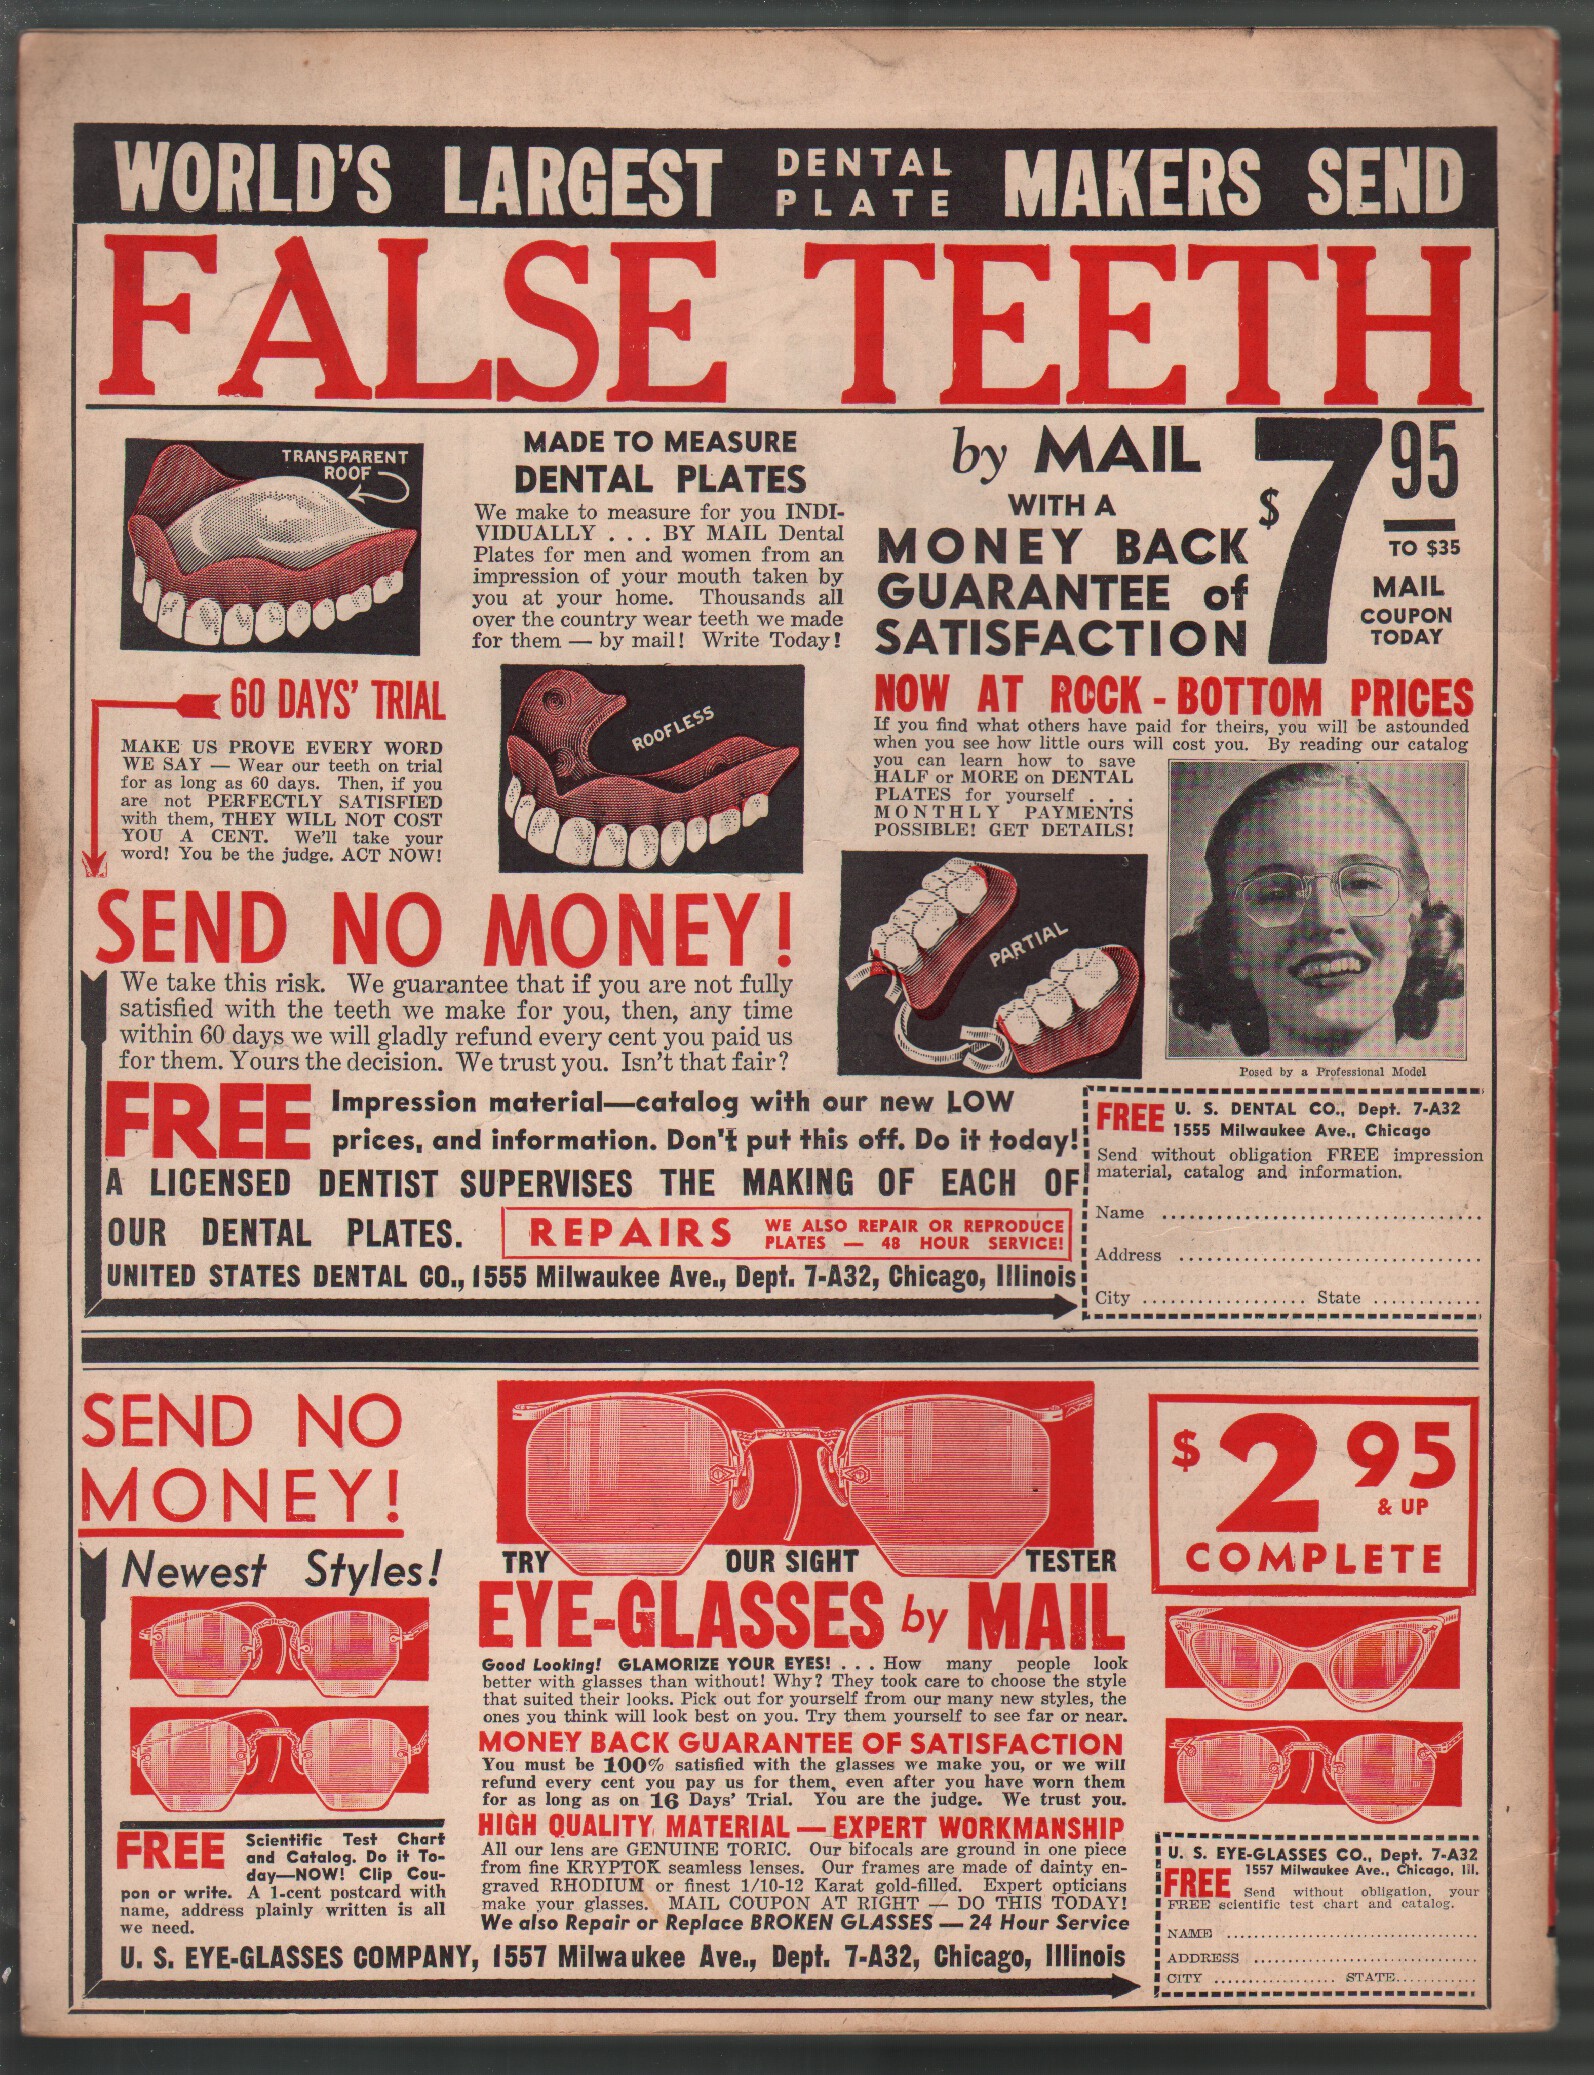 WORLD'S LARGEST DENTAL PLATE MAKERS SEND
FALSE TEETH
TRANSPARENT
ROOF
MADE TO MEASURE
DENTAL PLATES
We make to measure for you INDI-
VIDUALLY . . . BY MAIL Dental
Plates for men and women from an
impression of your mouth taken by
you at your home. Thousands all
over the country wear teeth we made
for them — by mail! Write Today!
by MAIL
WITH A
MONEY BACK
GUARANTEE of
SATISFACTION
$7 95
TO $35
MAIL
COUPON
TODAY
60 DAYS' TRIAL
MAKE US PROVE EVERY WORD
WE SAY — Wear our teeth on trial
for as long as 60 days. Then, if you
are not PERFECTLY SATISFIED
with them, THEY WILL NOT COST
YOU A CENT. We'll take your
word! You be the judge. ACT NOW!
ROOFLESS
NOW AT ROCK - BOTTOM PRICES
If you find what others have paid for theirs, you will be astounded
when you see how little ours will cost you. By reading our catalog
you can learn how to save
HALF or MORE on DENTAL
PLATES for yourself . . .
MONTHLY PAYMENTS
POSSIBLE! GET DETAILS!
PARTIAL
Posed by a Professional Model
SEND NO MONEY!
We take this risk. We guarantee that if you are not fully
satisfied with the teeth we make for you, then, any time
within 60 days we will gladly refund every cent you paid us
for them. Yours the decision. We trust you. Isn't that fair?
FREE
Impression material—catalog with our new LOW
prices, and information. Don't put this off. Do it today!
A LICENSED DENTIST SUPERVISES THE MAKING OF EACH OF
OUR DENTAL PLATES.
REPAIRS
WE ALSO REPAIR OR REPRODUCE
PLATES — 48 HOUR SERVICE!
UNITED STATES DENTAL CO., 1555 Milwaukee Ave., Dept. 7-A32, Chicago, Illinois
FREE
U. S. DENTAL CO., Dept. 7-A32
1555 Milwaukee Ave., Chicago
Send without obligation FREE impression
material, catalog and information.
Name
Address
City State
SEND NO
MONEY!
Newest Styles!
FREE
Scientific Test Chart
and Catalog. Do it To-
day—NOW! Clip Cou-
pon or write. A 1-cent postcard with
name, address plainly written is all
we need.
TRY OUR SIGHT TESTER
EYE-GLASSES by MAIL
Good Looking! GLAMORIZE YOUR EYES! . . . How many people look
better with glasses than without! Why? They took care to choose the style
that suited their looks. Pick out for yourself from our many new styles, the
ones you think will look best on you. Try them yourself to see far or near.
MONEY BACK GUARANTEE OF SATISFACTION
You must be 100% satisfied with the glasses we make you, or we will
refund every cent you pay us for them, even after you have worn them
for as long as on 16 Days' Trial. You are the judge. We trust you.
HIGH QUALITY MATERIAL — EXPERT WORKMANSHIP
All our lens are GENUINE TORIC. Our bifocals are ground in one piece
from fine KRYPTOK seamless lenses. Our frames are made of dainty en-
graved RHODIUM or finest 1/10-12 Karat gold-filled. Expert opticians
make your glasses. MAIL COUPON AT RIGHT — DO THIS TODAY!
We also Repair or Replace BROKEN GLASSES — 24 Hour Service
U. S. EYE-GLASSES COMPANY, 1557 Milwaukee Ave., Dept. 7-A32, Chicago, Illinois
$2 95
& UP
COMPLETE
U. S. EYE-GLASSES CO., Dept. 7-A32
1557 Milwaukee Ave., Chicago, Ill.
FREE
Send without obligation, your
FREE scientific test chart and catalog.
NAME
ADDRESS
CITY STATE